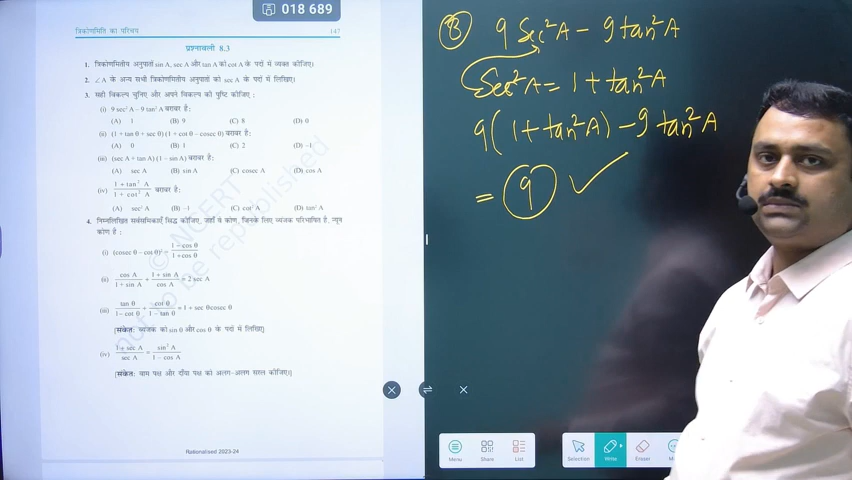 018 689
त्रिकोणमिति का परिचय
147
प्रश्नावली 8.3
1. त्रिकोणमितीय अनुपातों sin A, sec A और tan A को cot A के पदों में व्यक्त कीजिए।
2. ∠A के अन्य सभी त्रिकोणमितीय अनुपातों को sec A के पदों में लिखिए।
3. सही विकल्प चुनिए और अपने विकल्प की पुष्टि कीजिए :
(i) 9 sec² A – 9 tan² A बराबर है:
(A) 1 (B) 9 (C) 8 (D) 0
(ii) (1 + tan θ + sec θ) (1 + cot θ – cosec θ) बराबर है:
(A) 0 (B) 1 (C) 2 (D) –1
(iii) (sec A + tan A) (1 – sin A) बराबर है:
(A) sec A (B) sin A (C) cosec A (D) cos A
(iv) (1 + tan² A)/(1 + cot² A) बराबर है:
(A) sec² A (B) –1 (C) cot² A (D) tan² A
4. निम्नलिखित सर्वसमिकाएँ सिद्ध कीजिए, जहाँ वे कोण, जिनके लिए व्यंजक परिभाषित है, न्यून
कोण है :
(i) (cosec θ – cot θ)² = (1 – cos θ)/(1 + cos θ)
(ii) cos A/(1 + sin A) + (1 + sin A)/cos A = 2 sec A
(iii) tan θ/(1 – cot θ) + cot θ/(1 – tan θ) = 1 + sec θ cosec θ
[संकेत: व्यंजक को sin θ और cos θ के पदों में लिखिए]
(iv) (1 + sec A)/sec A = sin² A/(1 – cos A)
[संकेत: वाम पक्ष और दाँया पक्ष को अलग-अलग सरल कीजिए।]
Rationalised 2023-24
© NCERT
not to be republished
9 Sec²A – 9 tan²A
Sec²A = 1 + tan²A
9(1 + tan²A) – 9 tan²A
= 9 ✓
Menu Share List Selection Write Eraser